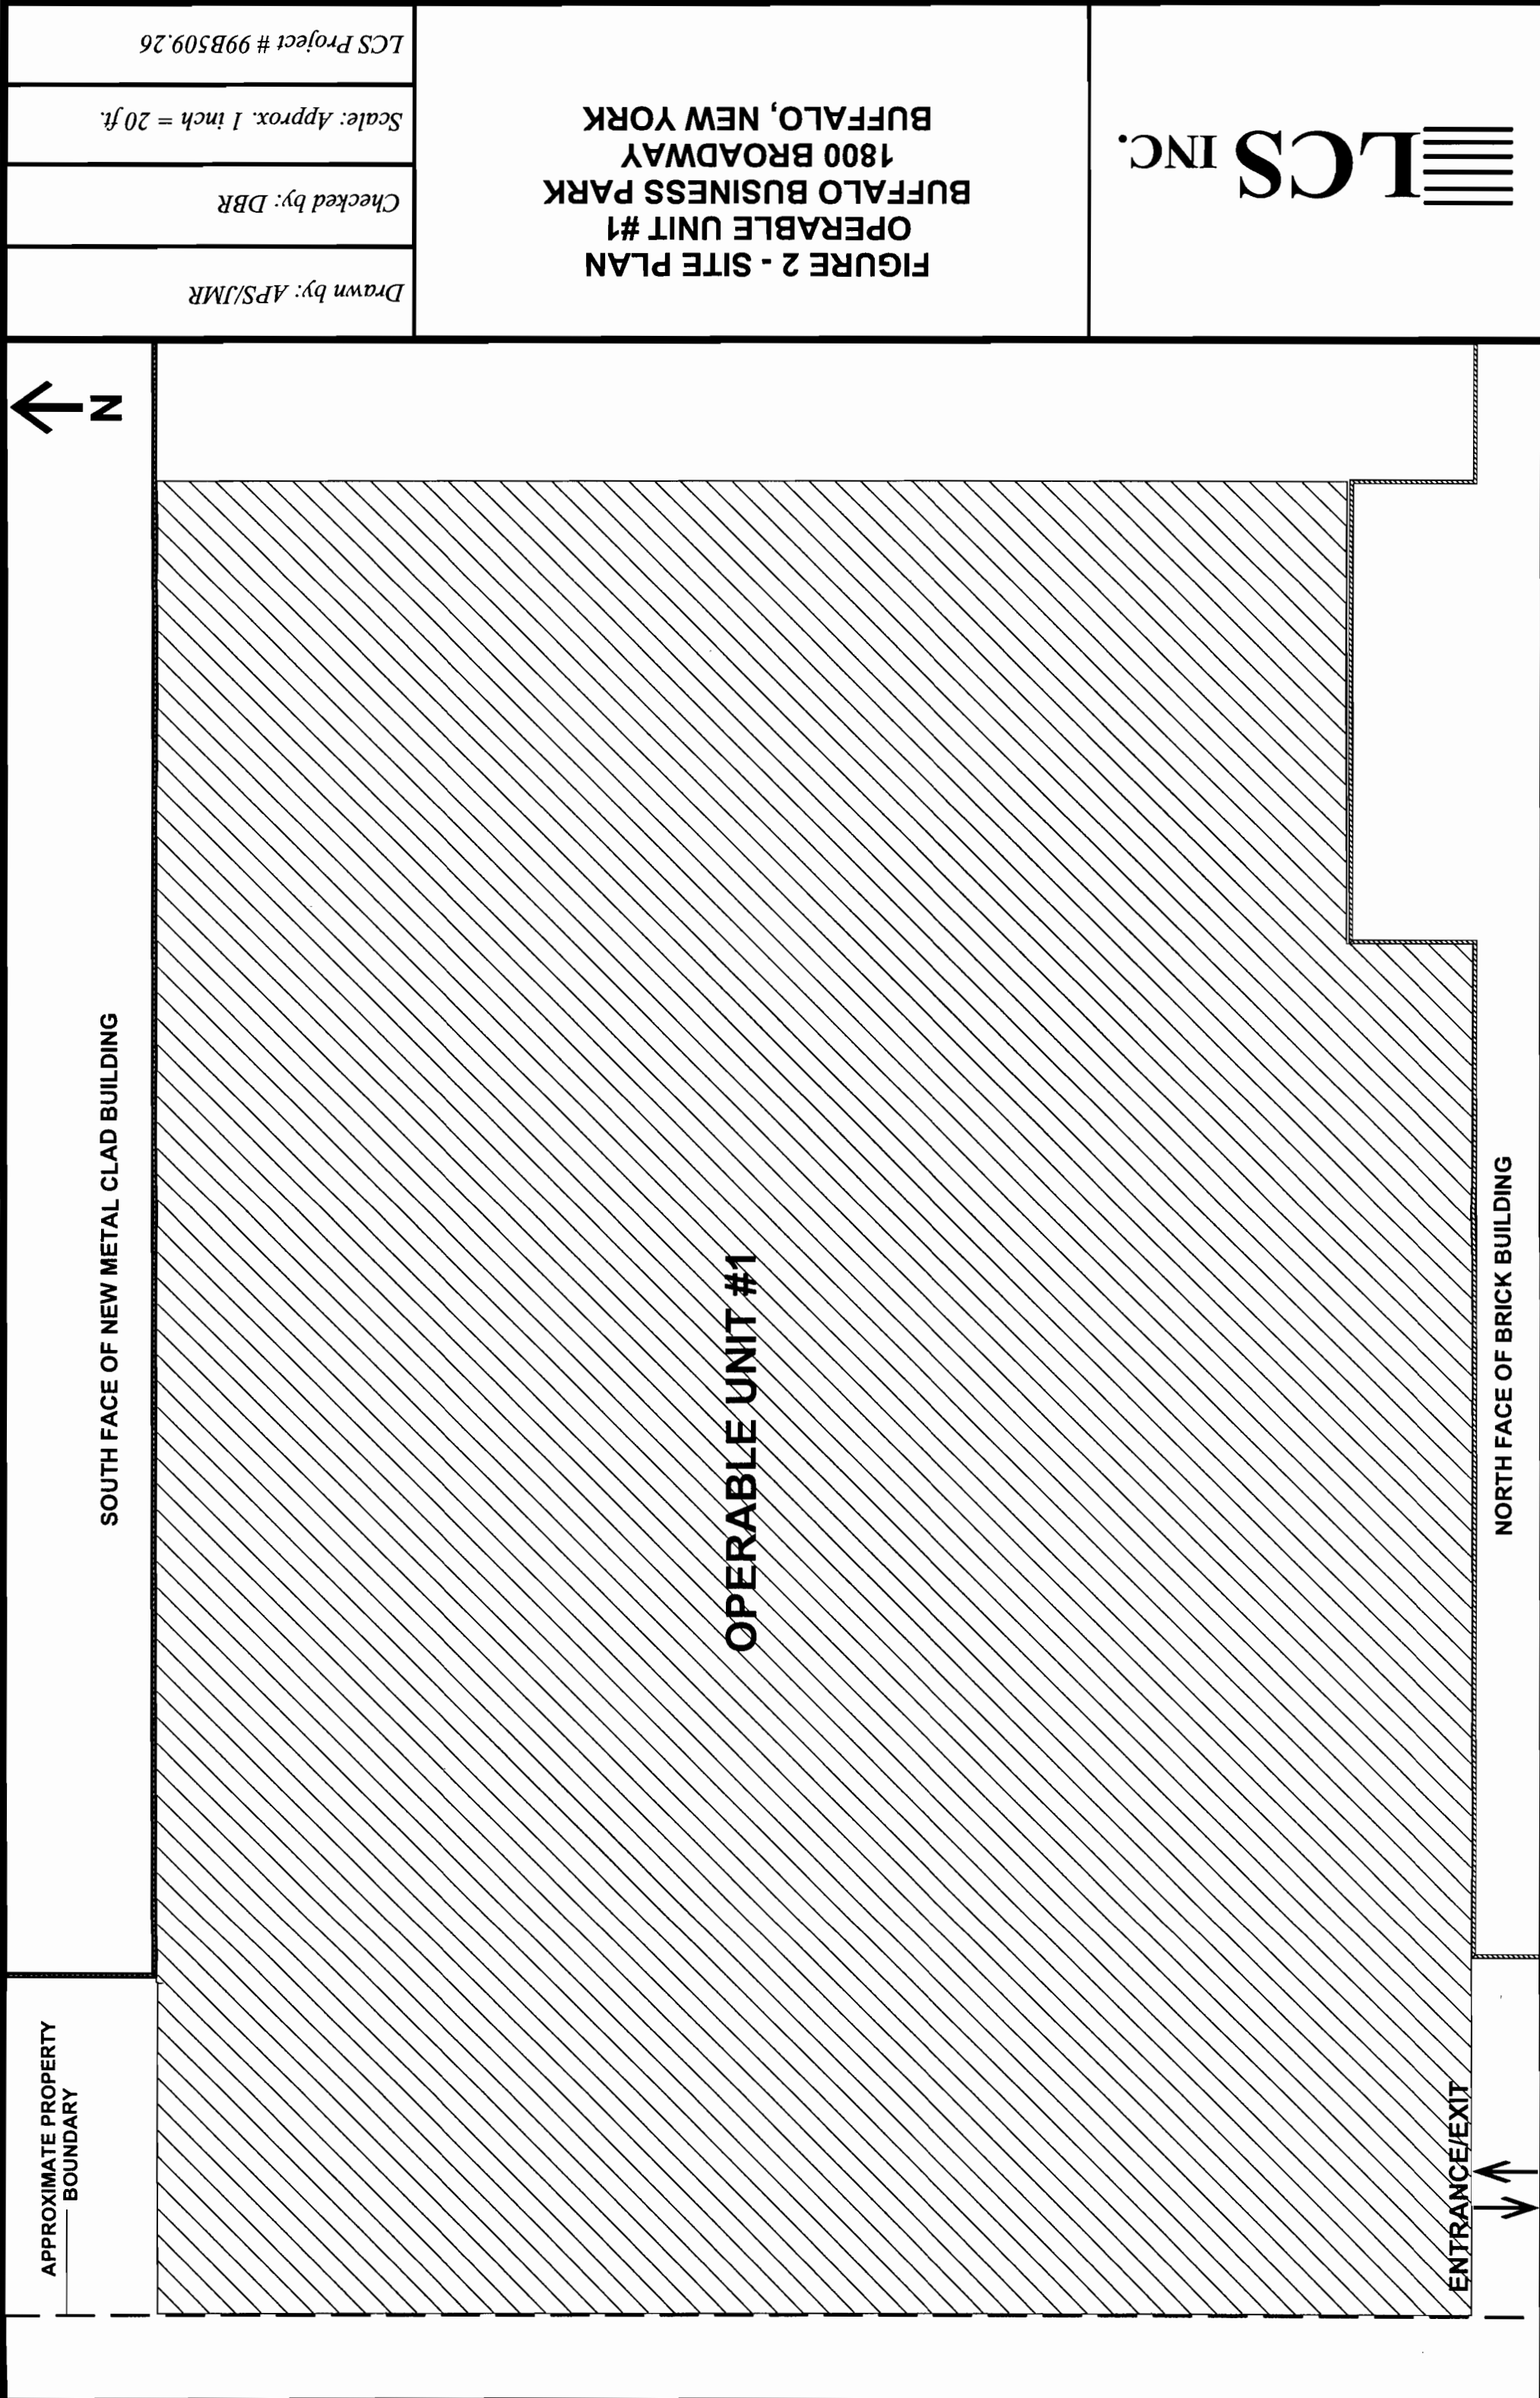 LCS INC.
FIGURE 2 - SITE PLAN
OPERABLE UNIT #1
BUFFALO BUSINESS PARK
1800 BROADWAY
BUFFALO, NEW YORK
Drawn by: APS/JMR
Checked by: DBR
Scale: Approx. 1 inch = 20 ft.
LCS Project # 99B509.26
N
SOUTH FACE OF NEW METAL CLAD BUILDING
OPERABLE UNIT #1
NORTH FACE OF BRICK BUILDING
APPROXIMATE PROPERTY
BOUNDARY
ENTRANCE/EXIT